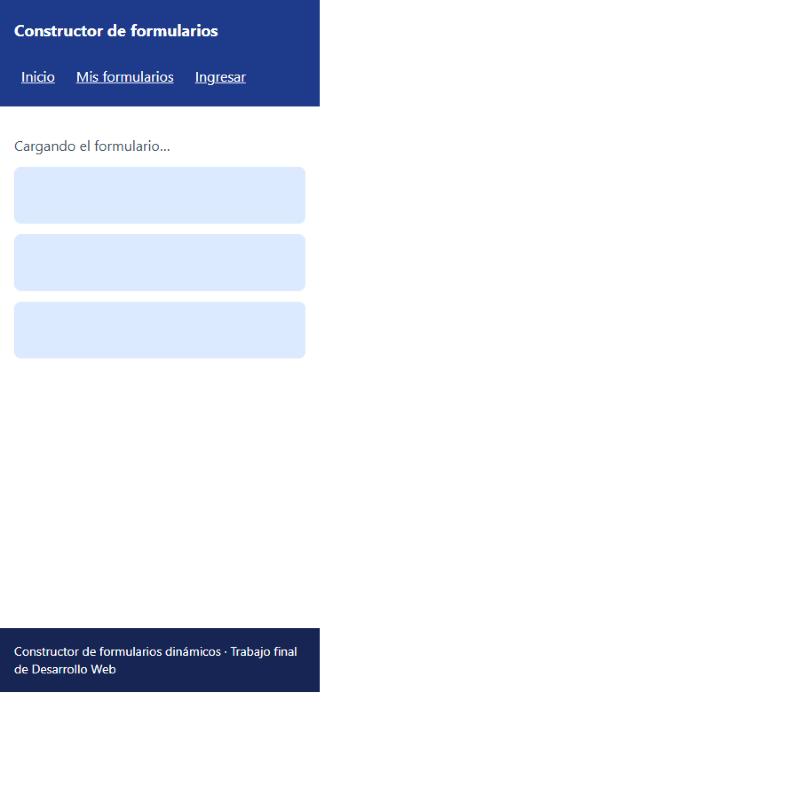 Constructor de formularios
Inicio Mis formularios Ingresar
Cargando el formulario...
Constructor de formularios dinámicos · Trabajo final
de Desarrollo Web